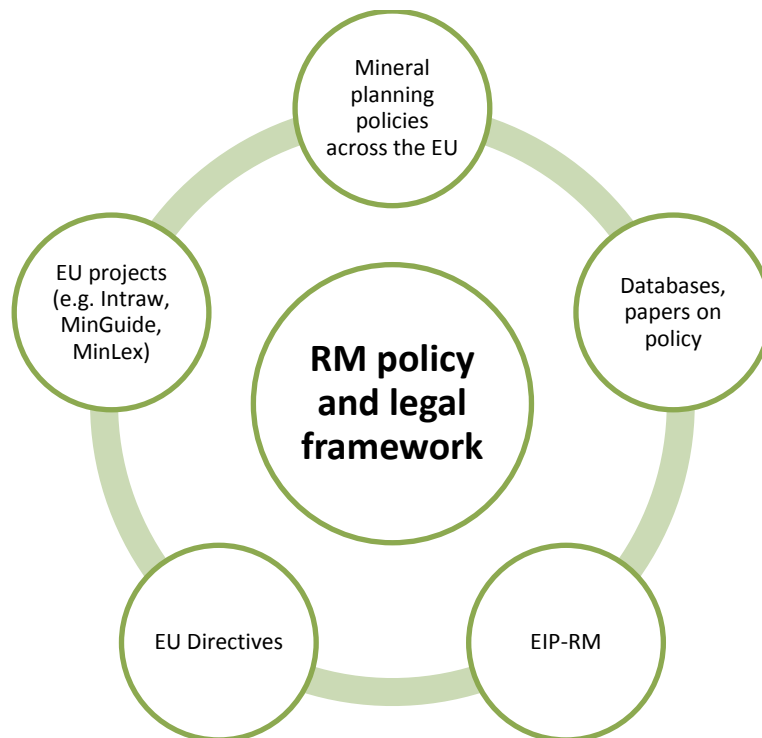 Mineral
planning
policies
across the EU
EU projects
(e.g. Intraw,
MinGuide,
MinLex)
Databases,
papers on
policy
RM policy
and legal
framework
EU Directives
EIP-RM